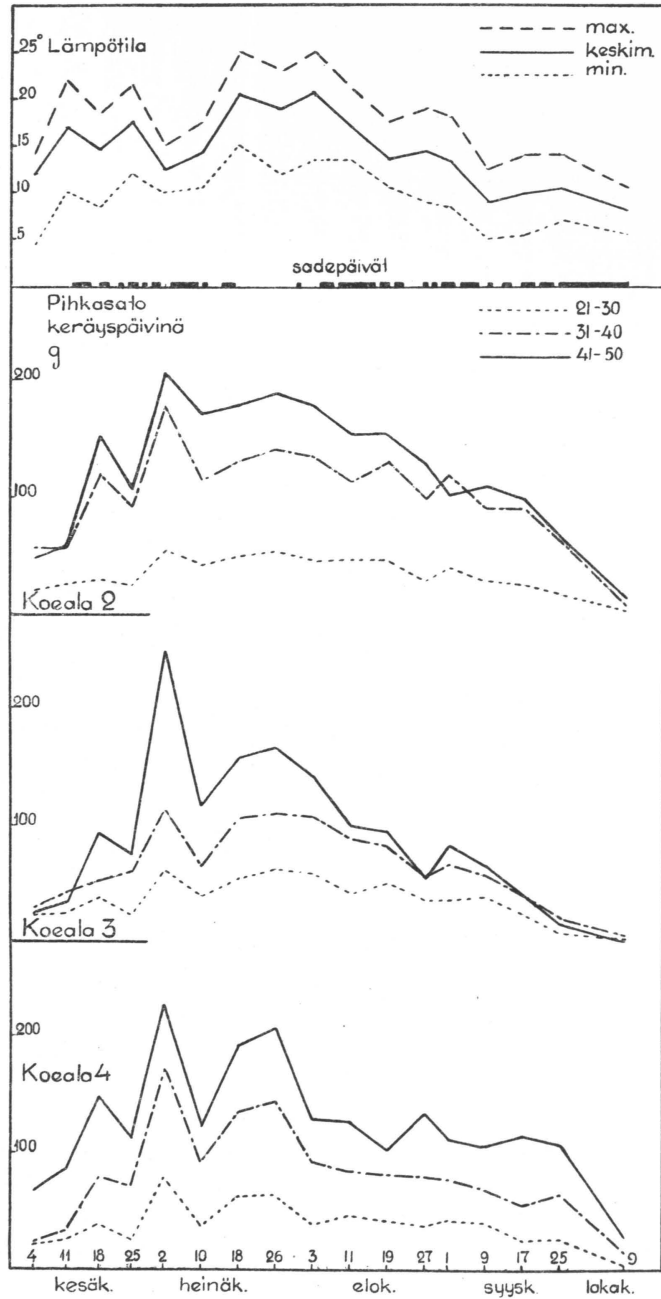 25° Lämpötila
max.
keskim.
min.
20
15
10
5
sadepäivät
Pihkasato
keräyspäivinä
g
21-30
31-40
41-50
200
100
Koeala 2
200
100
Koeala 3
200
Koeala 4
100
4 11 18 25 2 10 18 26 3 11 19 27 1 9 17 25 9
kesäk. heinäk. elok. syysk. lokak.